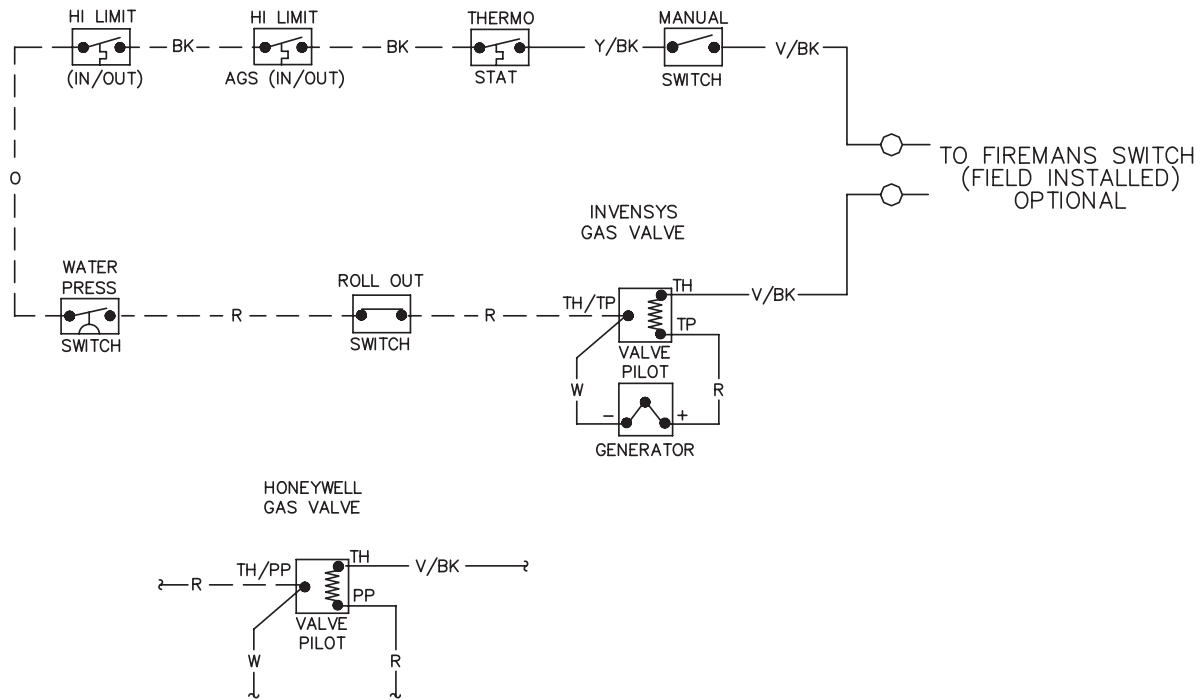 HI LIMIT
HI LIMIT
THERMO
MANUAL
BK
BK
Y/BK
V/BK
(IN/OUT)
AGS (IN/OUT)
STAT
SWITCH
TO FIREMANS SWITCH
(FIELD INSTALLED)
OPTIONAL
O
INVENSYS
GAS VALVE
WATER
PRESS
ROLL OUT
TH/TP
TH
V/BK
R
R
TP
SWITCH
SWITCH
VALVE
PILOT
W
R
-
+
GENERATOR
HONEYWELL
GAS VALVE
TH/PP
TH
V/BK
R
PP
VALVE
PILOT
W
R